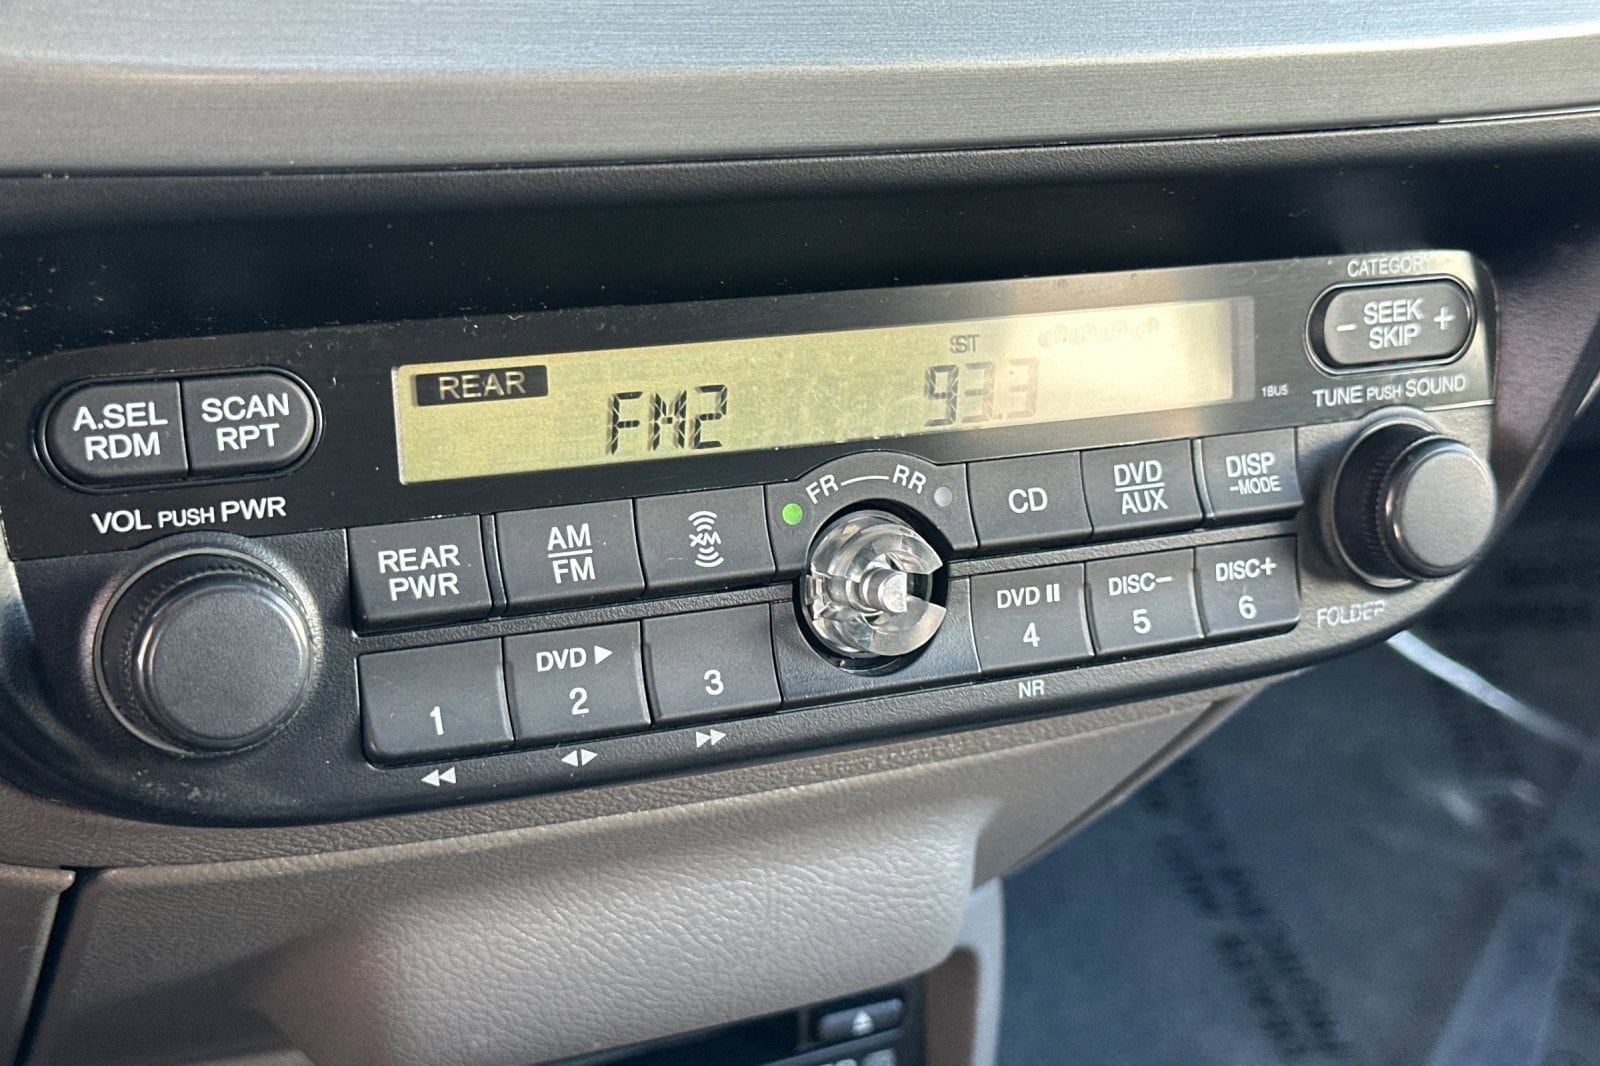 CATEGORY
- SEEK +
SKIP
TUNE PUSH SOUND
REAR
FM2
ST
93.3
1BU5
A.SEL
RDM
SCAN
RPT
VOL PUSH PWR
REAR
PWR
AM
FM
XM
FR RR
CD
DVD
AUX
DISP
MODE
1
DVD ▶
2
3
DVD II
4
DISC-
5
DISC+
6
FOLDER
NR